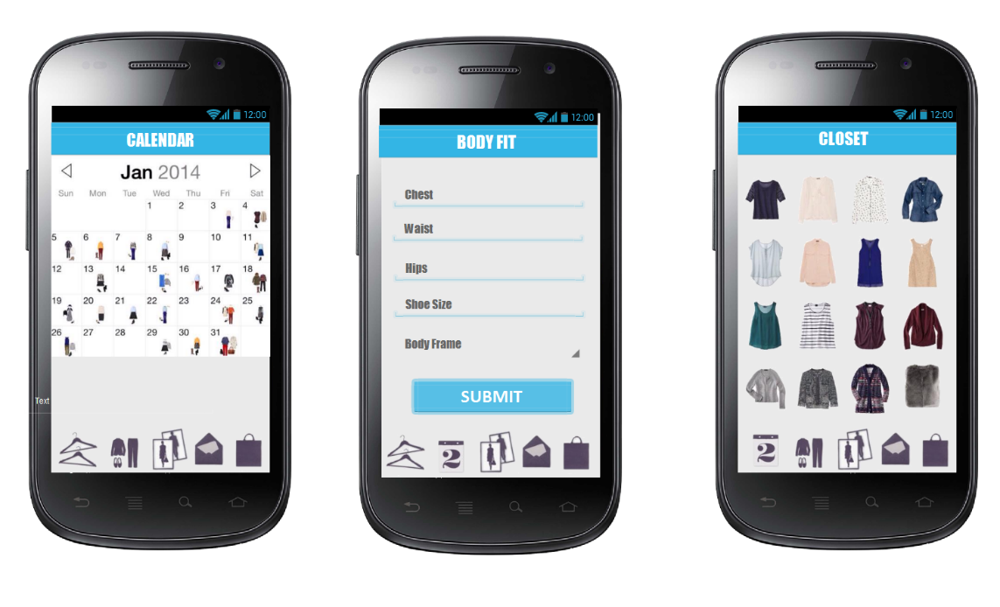 12:00
CALENDAR
Jan 2014
Sun Mon Tue Wed Thu Fri Sat
1 2 3 4
5 6 7 8 9 10 11
12 13 14 15 16 17 18
19 20 21 22 23 24 25
26 27 28 29 30 31
Text
12:00
BODY FIT
Chest
Waist
Hips
Shoe Size
Body Frame
SUBMIT
2
12:00
CLOSET
2